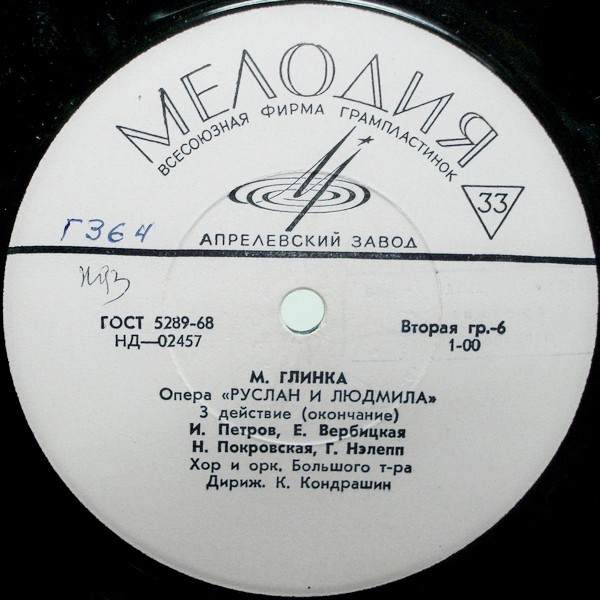 МЕЛОДИЯ
ВСЕСОЮЗНАЯ ФИРМА ГРАМПЛАСТИНОК
33
Г364
АПРЕЛЕВСКИЙ ЗАВОД
ГОСТ 5289-68
НД—02457
Вторая гр.-6
1-00
М. ГЛИНКА
Опера «РУСЛАН И ЛЮДМИЛА»
3 действие (окончание)
И. Петров, Е. Вербицкая
Н. Покровская, Г. Нэлепп
Хор и орк. Большого т-ра
Дириж. К. Кондрашин